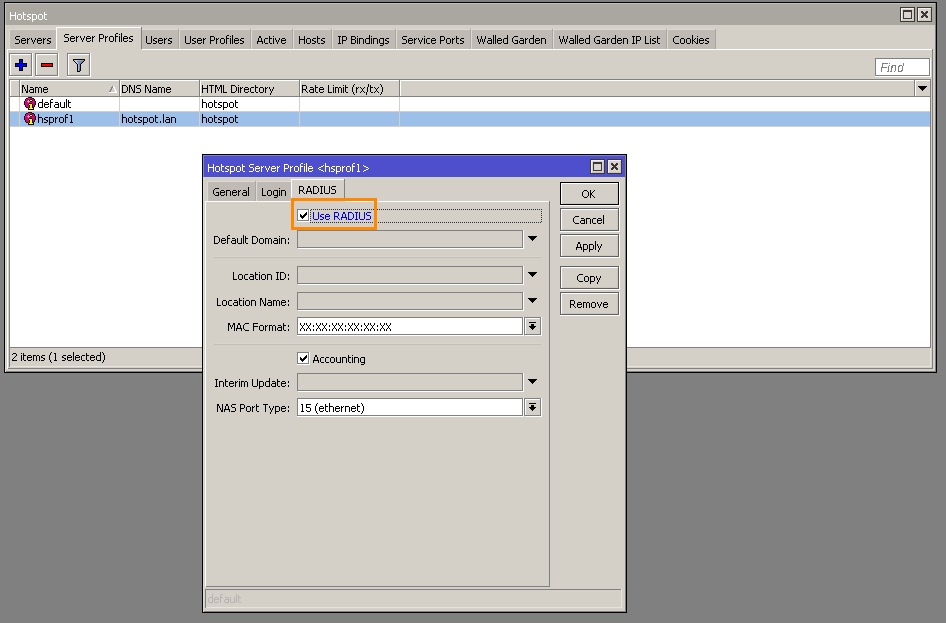 Hotspot
Servers Server Profiles Users User Profiles Active Hosts IP Bindings Service Ports Walled Garden Walled Garden IP List Cookies
Find
Name DNS Name HTML Directory Rate Limit (rx/tx)
default hotspot
hsprof1 hotspot.lan hotspot
2 items (1 selected)
Hotspot Server Profile <hsprof1>
General Login RADIUS
Use RADIUS
Default Domain:
Location ID:
Location Name:
MAC Format: XX:XX:XX:XX:XX:XX
Accounting
Interim Update:
NAS Port Type: 15 (ethernet)
OK
Cancel
Apply
Copy
Remove
default